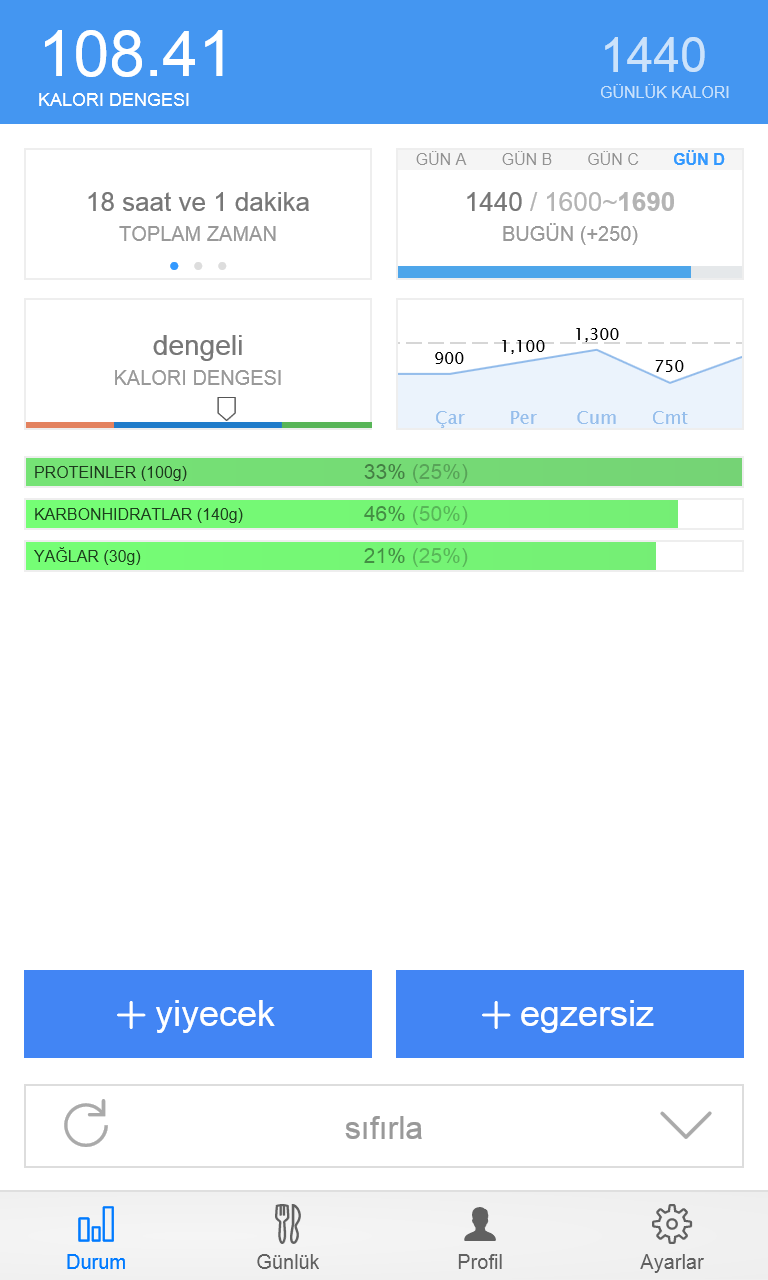 108.41
KALORI DENGESI
1440
GÜNLÜK KALORI
18 saat ve 1 dakika
TOPLAM ZAMAN
GÜN A GÜN B GÜN C GÜN D
1440 / 1600~1690
BUGÜN (+250)
dengeli
KALORI DENGESI
900 1,100 1,300 750
Çar Per Cum Cmt
PROTEINLER (100g) 33% (25%)
KARBONHIDRATLAR (140g) 46% (50%)
YAĞLAR (30g) 21% (25%)
+ yiyecek
+ egzersiz
sıfırla
Durum Günlük Profil Ayarlar